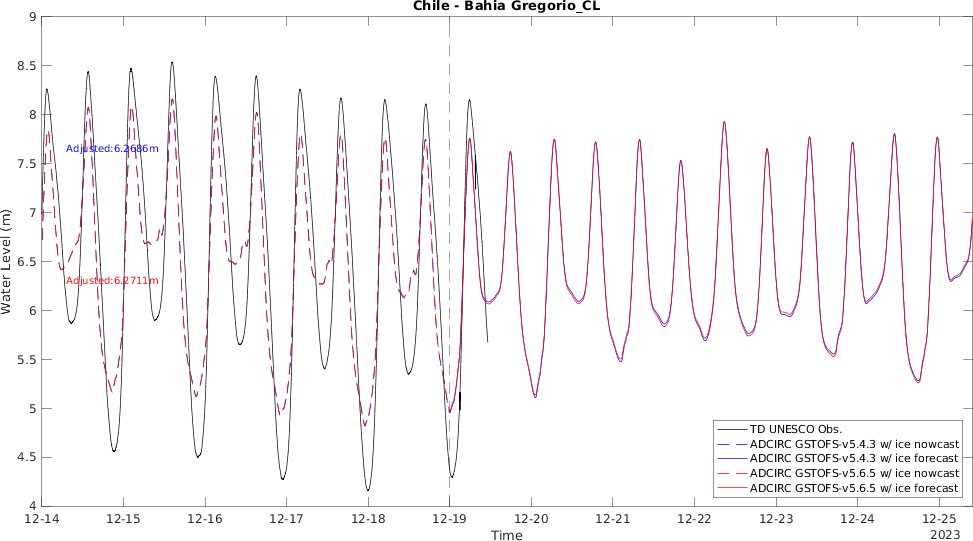 Chile - Bahia Gregorio_CL
9
8.5
8
7.5
7
6.5
6
5.5
5
4.5
4
Water Level (m)
Adjusted:6.2686m
Adjusted:6.2711m
TD UNESCO Obs.
ADCIRC GSTOFS-v5.4.3 w/ ice nowcast
ADCIRC GSTOFS-v5.4.3 w/ ice forecast
ADCIRC GSTOFS-v5.6.5 w/ ice nowcast
ADCIRC GSTOFS-v5.6.5 w/ ice forecast
12-14 12-15 12-16 12-17 12-18 12-19 12-20 12-21 12-22 12-23 12-24 12-25
Time
2023